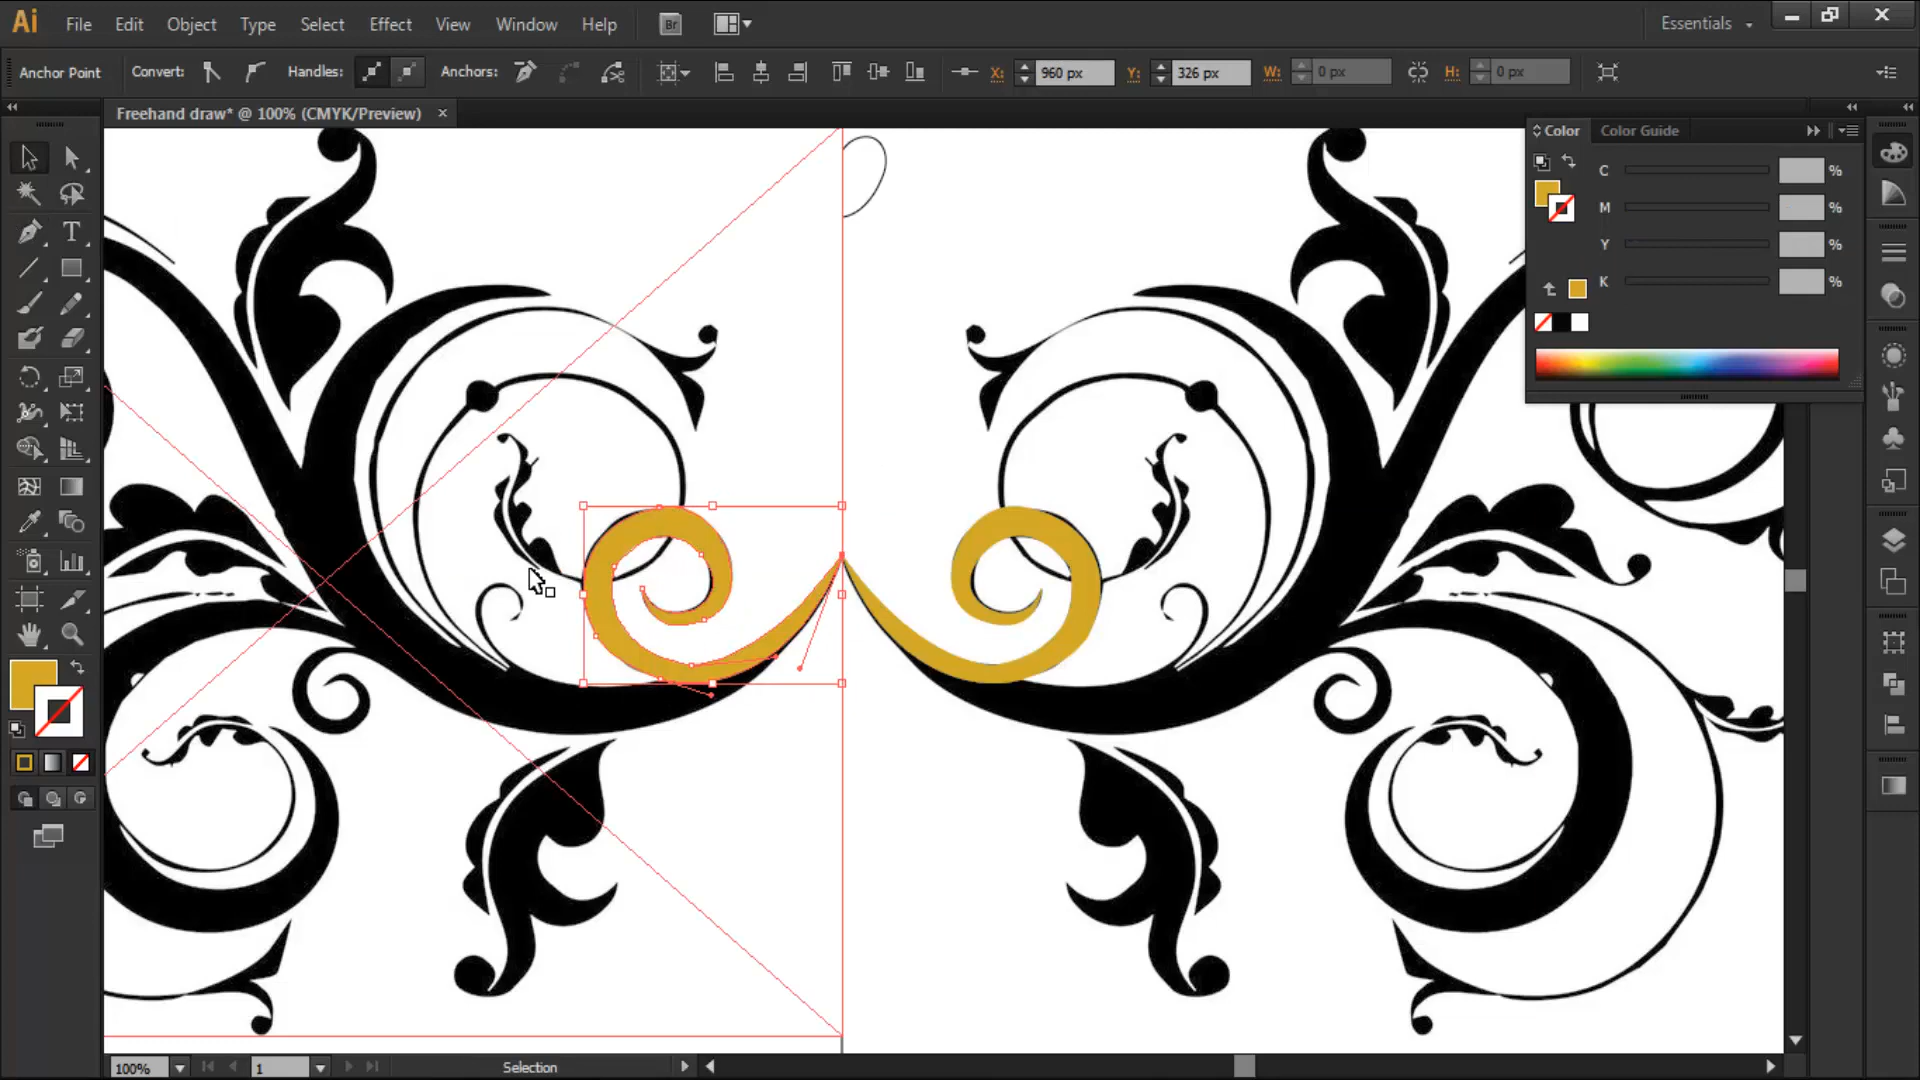 Ai File Edit Object Type Select Effect View Window Help Br Essentials
Anchor Point Convert: Handles: Anchors: X: 960 px Y: 326 px W: 0 px H: 0 px
Freehand draw* @ 100% (CMYK/Preview) ×
Color Color Guide
C %
M %
Y %
K %
T
100% 1 Selection